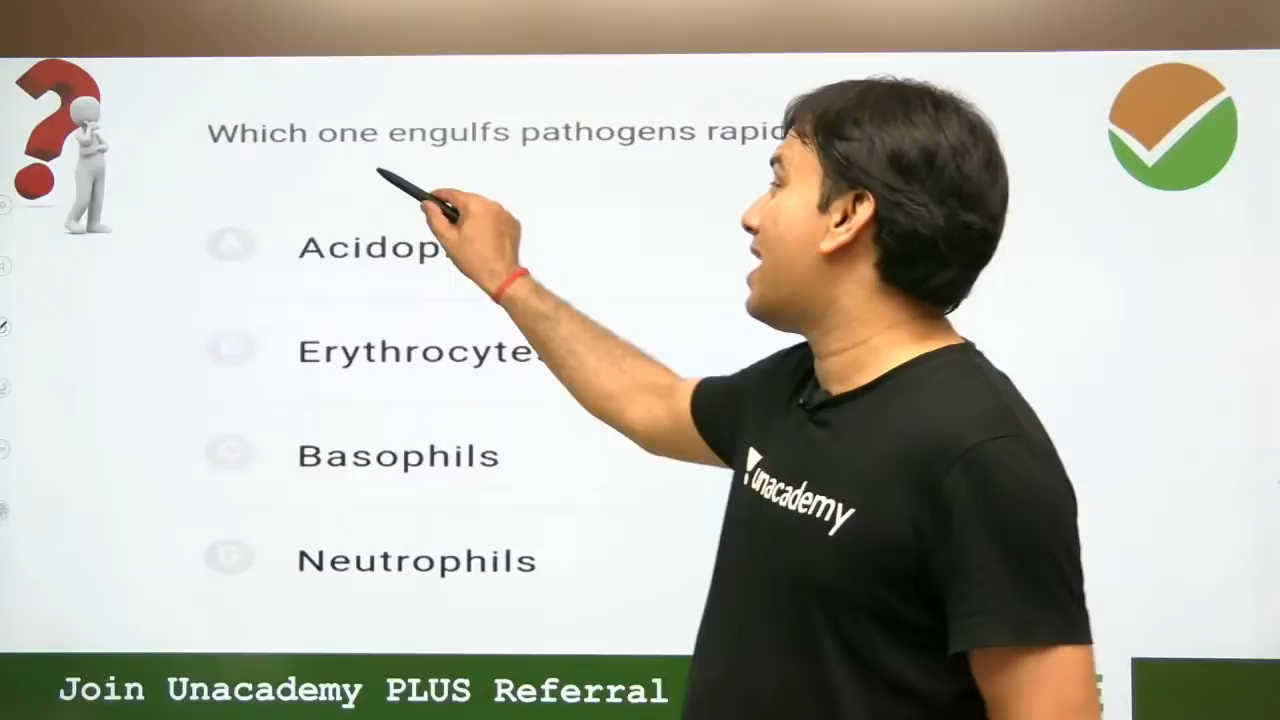 Which one engulfs pathogens rapid
A Acidop
B Erythrocyte
C Basophils
D Neutrophils
unacademy
Join Unacademy PLUS Referral